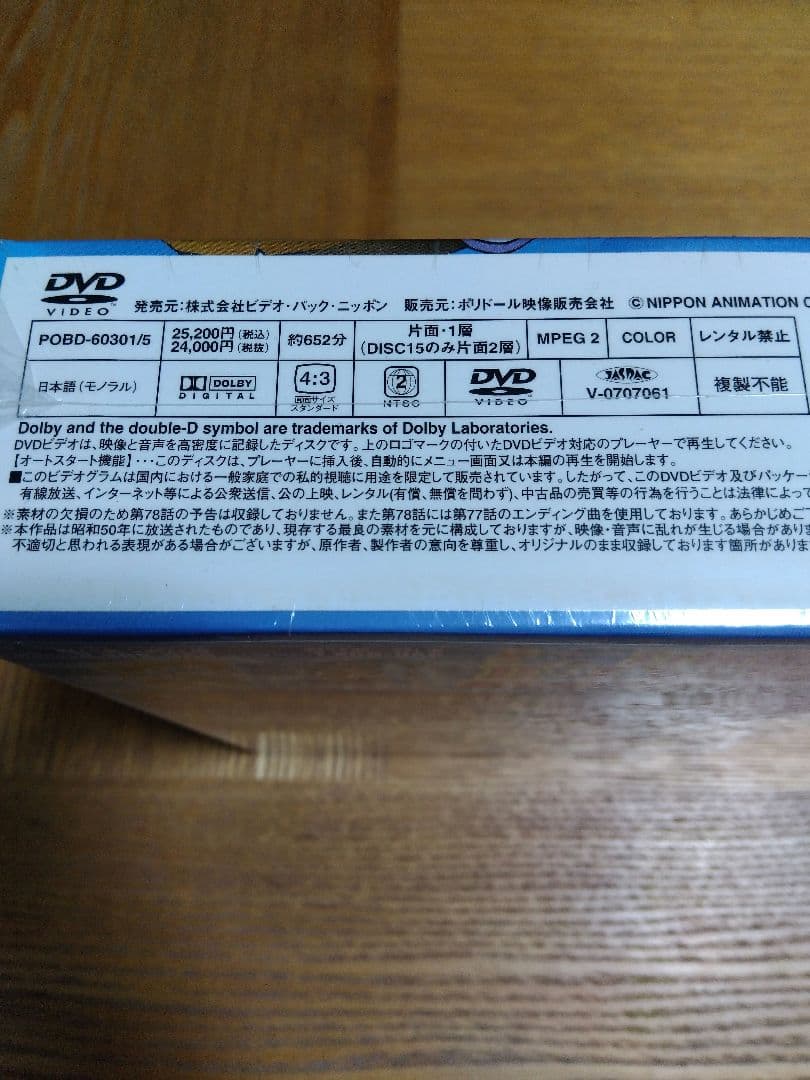 DVD
VIDEO
発売元:株式会社ビデオ・パック・ニッポン 販売元:ポリドール映像販売会社 ©NIPPON ANIMATION C
POBD-60301/5 25,200円(税込) 24,000円(税抜) 約652分 片面・1層 (DISC15のみ片面2層) MPEG 2 COLOR レンタル禁止
日本語(モノラル) DOLBY DIGITAL 4:3 画面サイズ スタンダード 2 NTSC DVD VIDEO JASRAC V-0707061 複製不能
Dolby and the double-D symbol are trademarks of Dolby Laboratories.
DVDビデオは、映像と音声を高密度に記録したディスクです。上のロゴマークの付いたDVDビデオ対応のプレーヤーで再生してください。
【オートスタート機能】・・・このディスクは、プレーヤーに挿入後、自動的にメニュー画面又は本編の再生を開始します。
■このビデオグラムは国内における一般家庭での私的視聴に用途を限定して販売されています。したがって、このDVDビデオ及びパッケー
有線放送、インターネット等による公衆送信、公の上映、レンタル(有償、無償を問わず)、中古品の売買等の行為を行うことは法律によって
※素材の欠損のため第78話の予告は収録しておりません。また第78話には第77話のエンディング曲を使用しております。あらかじめご
※本作品は昭和50年に放送されたものであり、現存する最良の素材を元に構成しておりますが、映像・音声に乱れが生じる場合があり
不適切と思われる表現がある場合がございますが、原作者、製作者の意向を尊重し、オリジナルのまま収録しております箇所があります